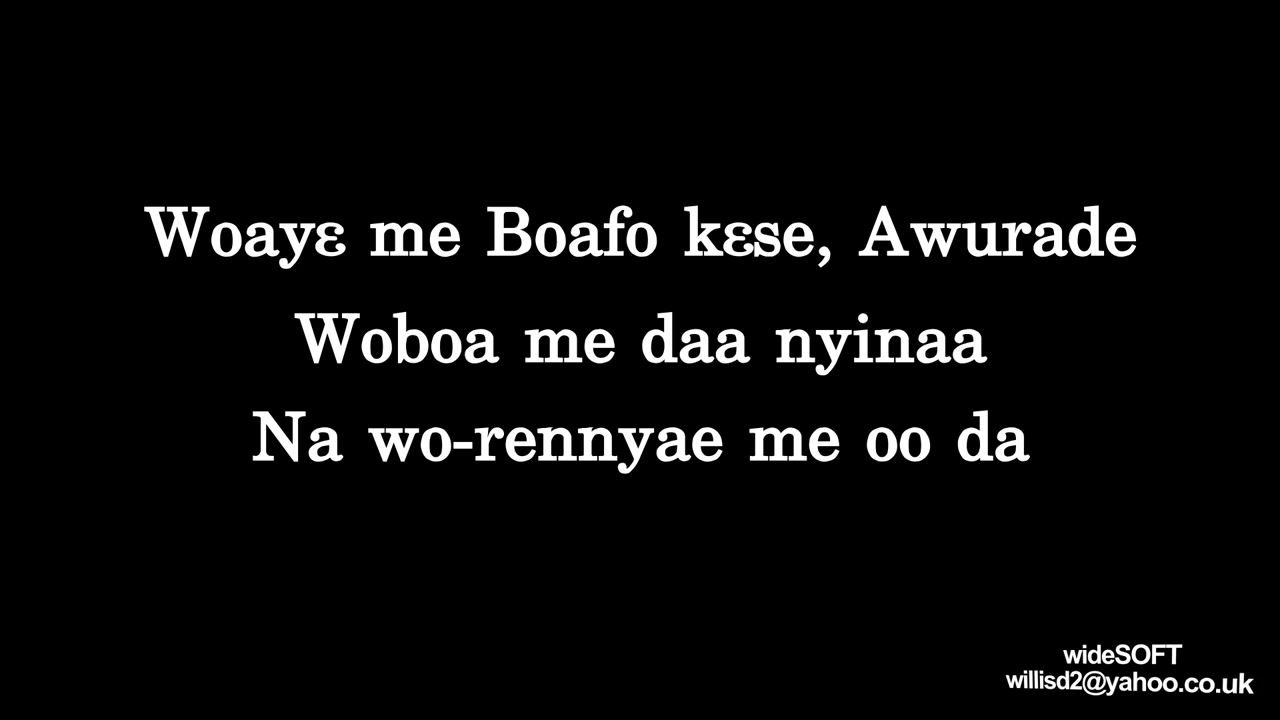 Woayɛ me Boafo kɛse, Awurade
Woboa me daa nyinaa
Na wo-rennyae me oo da
wideSOFT
willisd2@yahoo.co.uk